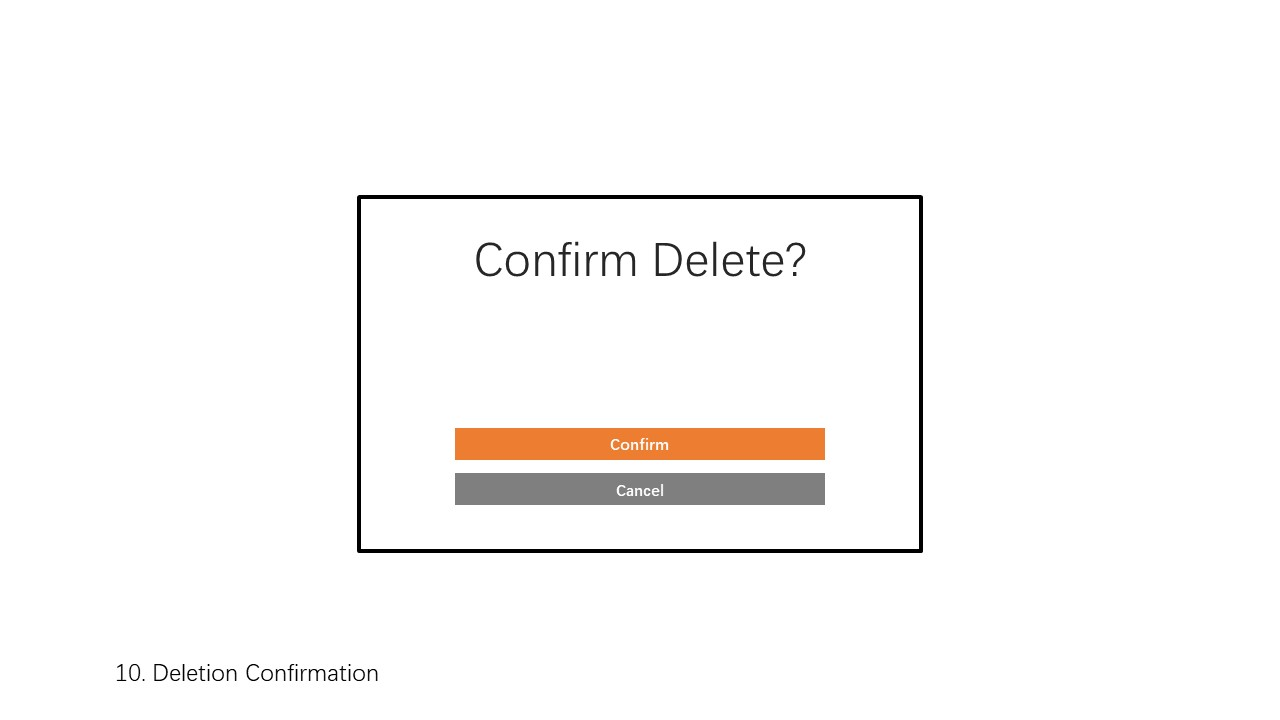 Confirm Delete?
Confirm
Cancel
10. Deletion Confirmation